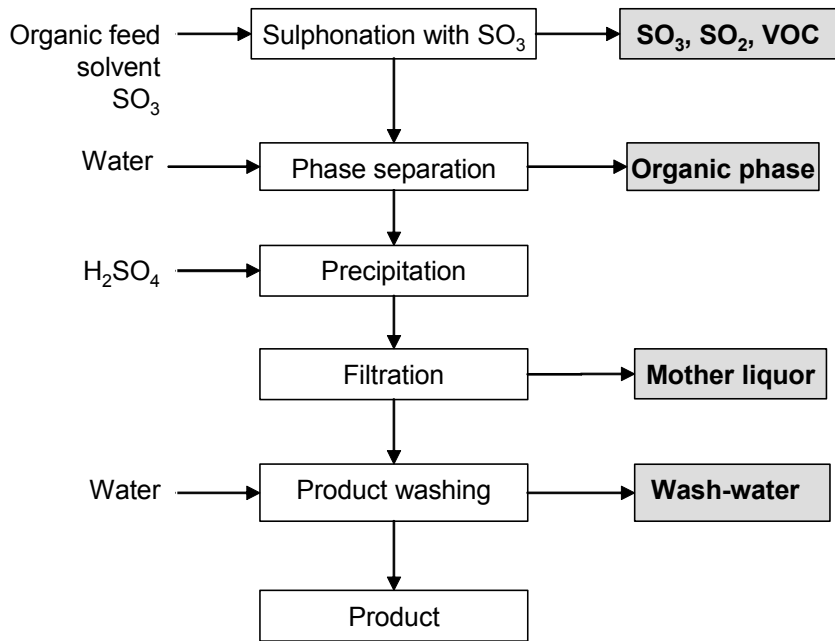 Organic feed
solvent
SO₃
Sulphonation with SO₃
SO₃, SO₂, VOC
Water
Phase separation
Organic phase
H₂SO₄
Precipitation
Filtration
Mother liquor
Water
Product washing
Wash-water
Product